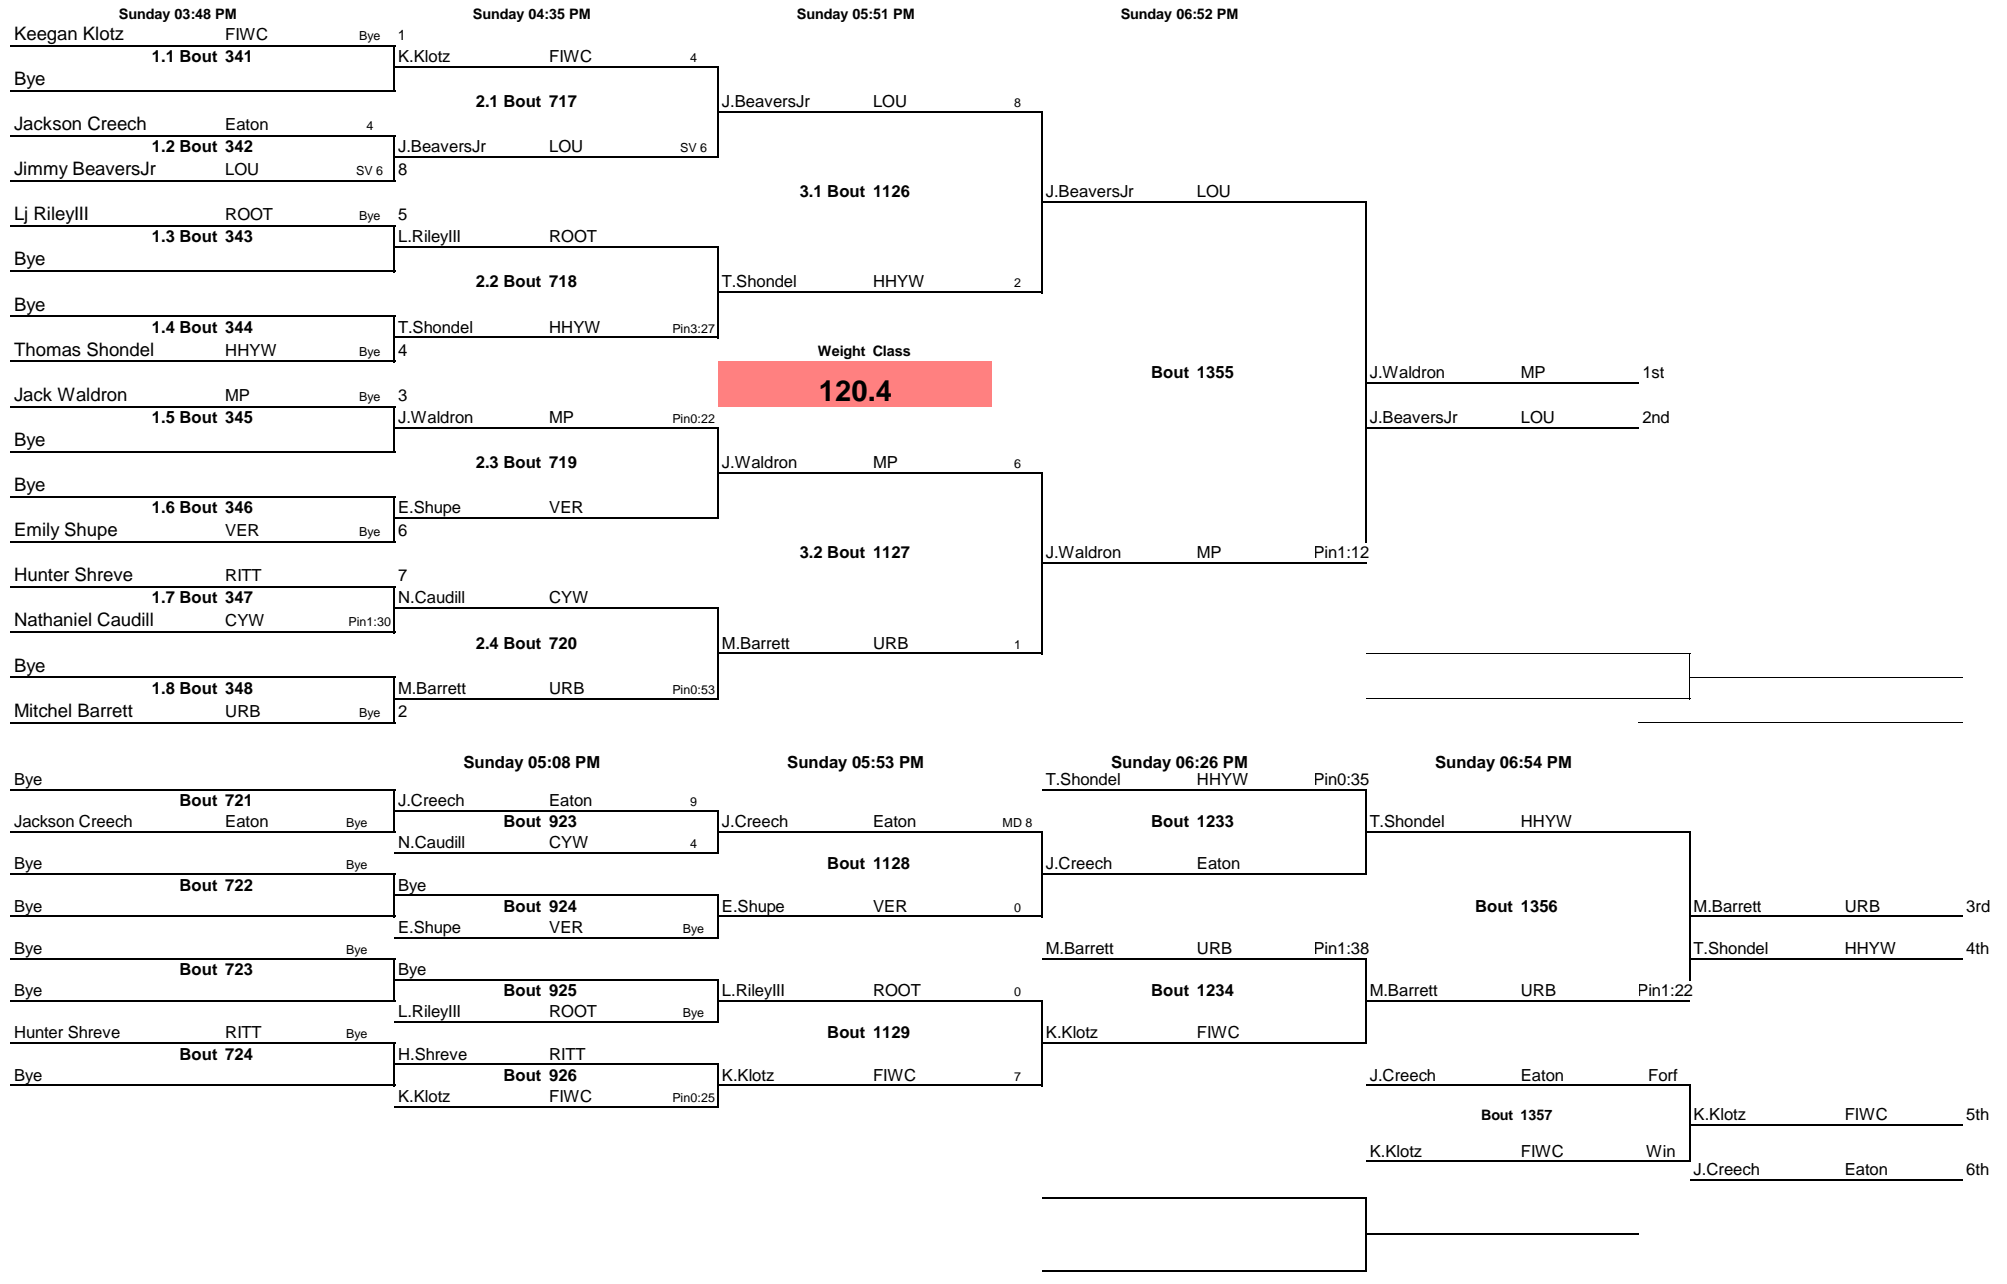 Sunday 03:48 PM Sunday 04:35 PM Sunday 05:51 PM Sunday 06:52 PM
Keegan Klotz FIWC Bye 1
1.1 Bout 341 K.Klotz FIWC 4
Bye
2.1 Bout 717 J.BeaversJr LOU 8
Jackson Creech Eaton 4
1.2 Bout 342 J.BeaversJr LOU SV 6
Jimmy BeaversJr LOU SV 6 8
3.1 Bout 1126 J.BeaversJr LOU
Lj RileyIII ROOT Bye 5
1.3 Bout 343 L.RileyIII ROOT
Bye
2.2 Bout 718 T.Shondel HHYW 2
Bye
1.4 Bout 344 T.Shondel HHYW Pin3:27
Thomas Shondel HHYW Bye 4 Weight Class
Bout 1355 J.Waldron MP 1st
120.4
Jack Waldron MP Bye 3
1.5 Bout 345 J.Waldron MP Pin0:22 J.BeaversJr LOU 2nd
Bye
2.3 Bout 719 J.Waldron MP 6
Bye
1.6 Bout 346 E.Shupe VER
Emily Shupe VER Bye 6
3.2 Bout 1127 J.Waldron MP Pin1:12
Hunter Shreve RITT 7
1.7 Bout 347 N.Caudill CYW
Nathaniel Caudill CYW Pin1:30
2.4 Bout 720 M.Barrett URB 1
Bye
1.8 Bout 348 M.Barrett URB Pin0:53
Mitchel Barrett URB Bye 2
Sunday 05:08 PM Sunday 05:53 PM Sunday 06:26 PM Sunday 06:54 PM
Bye T.Shondel HHYW Pin0:35
Bout 721 J.Creech Eaton 9
Jackson Creech Eaton Bye Bout 923 J.Creech Eaton MD 8 Bout 1233 T.Shondel HHYW
N.Caudill CYW 4
Bye Bye Bout 1128 J.Creech Eaton
Bout 722 Bye
Bye Bout 924 E.Shupe VER 0 Bout 1356 M.Barrett URB 3rd
E.Shupe VER Bye
Bye Bye M.Barrett URB Pin1:38 T.Shondel HHYW 4th
Bout 723 Bye
Bye Bout 925 L.RileyIII ROOT 0 Bout 1234 M.Barrett URB Pin1:22
L.RileyIII ROOT Bye
Hunter Shreve RITT Bye Bout 1129 K.Klotz FIWC
Bout 724 H.Shreve RITT
Bye Bout 926 K.Klotz FIWC 7 J.Creech Eaton Forf
K.Klotz FIWC Pin0:25
Bout 1357 K.Klotz FIWC 5th
K.Klotz FIWC Win
J.Creech Eaton 6th